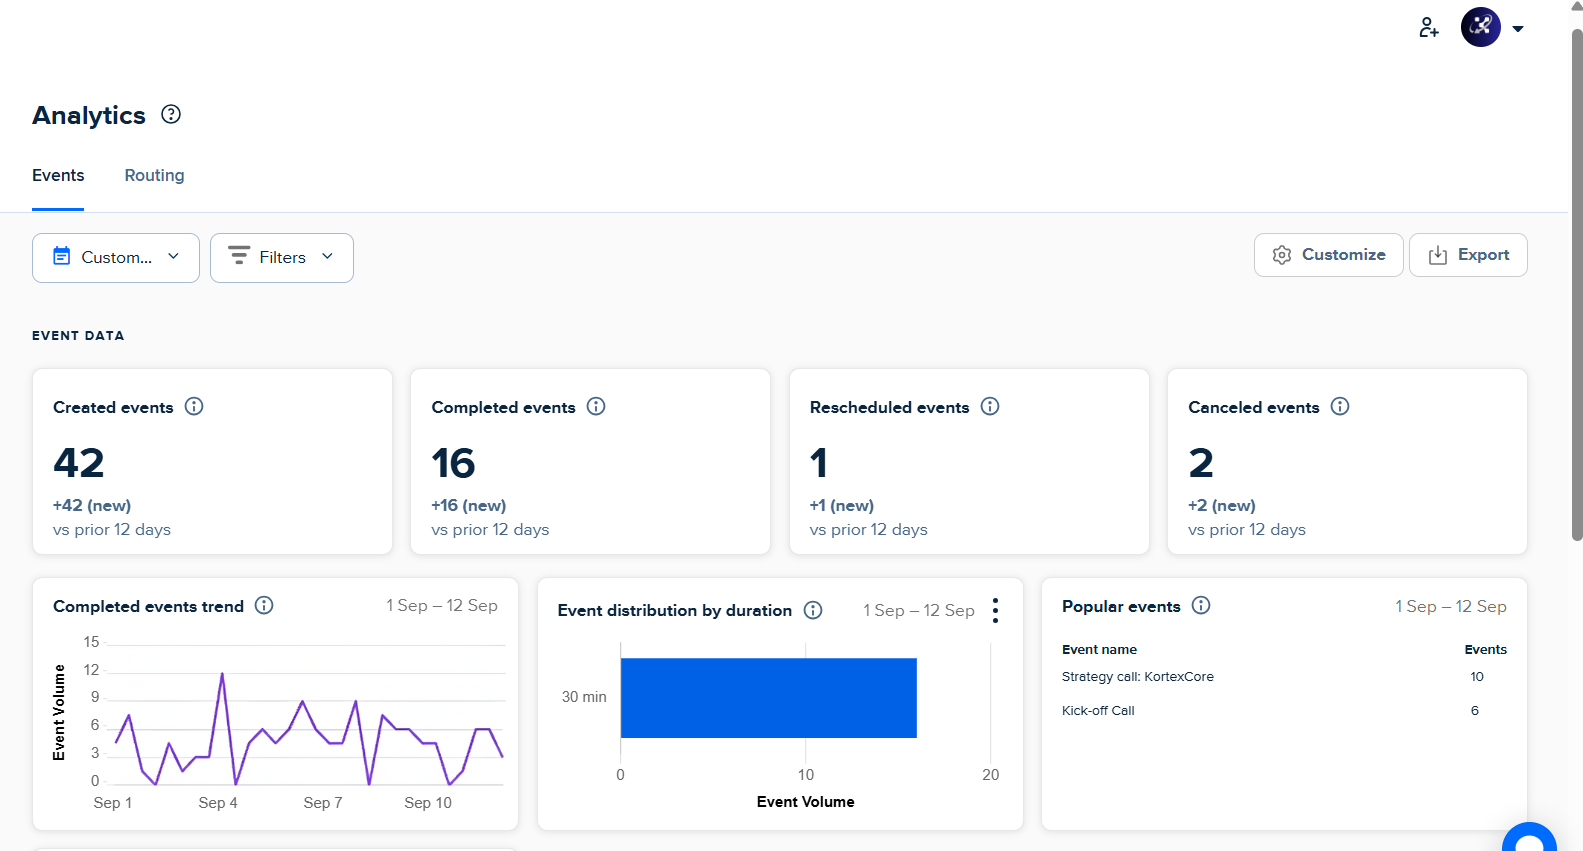 Analytics
Events Routing
Custom... Filters Customize Export
EVENT DATA
Created events
42
+42 (new)
vs prior 12 days
Completed events
16
+16 (new)
vs prior 12 days
Rescheduled events
1
+1 (new)
vs prior 12 days
Canceled events
2
+2 (new)
vs prior 12 days
Completed events trend 1 Sep – 12 Sep
Event Volume
15
12
9
6
3
0
Sep 1 Sep 4 Sep 7 Sep 10
Event distribution by duration 1 Sep – 12 Sep
30 min
0 10 20
Event Volume
Popular events 1 Sep – 12 Sep
Event name Events
Strategy call: KortexCore 10
Kick-off Call 6